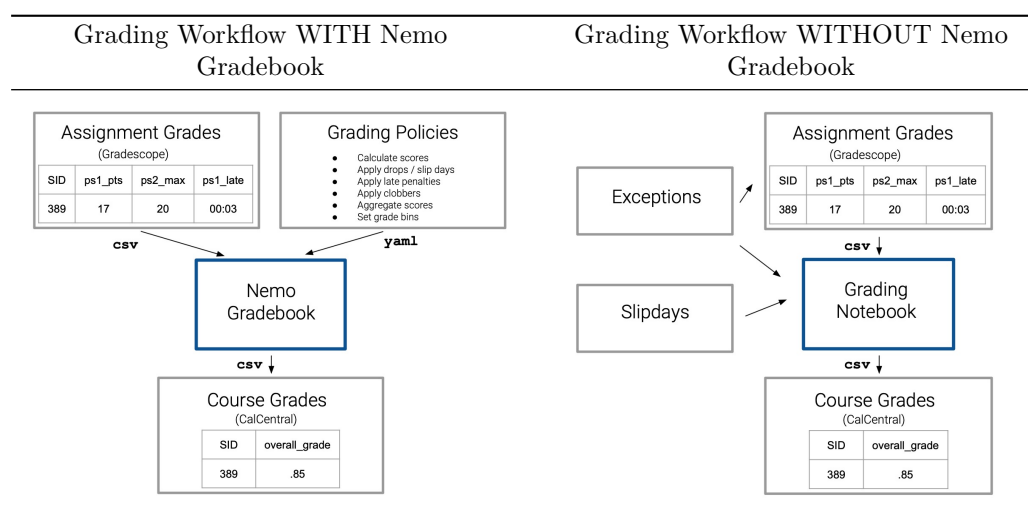 Grading Workflow WITH Nemo
Gradebook
Grading Workflow WITHOUT Nemo
Gradebook
Assignment Grades
(Gradescope)
SID ps1_pts ps2_max ps1_late
389 17 20 00:03
Grading Policies
● Calculate scores
● Apply drops / slip days
● Apply late penalties
● Apply clobbers
● Aggregate scores
● Set grade bins
csv
yaml
Nemo
Gradebook
csv
Course Grades
(CalCentral)
SID overall_grade
389 .85
Exceptions
Slipdays
Assignment Grades
(Gradescope)
SID ps1_pts ps2_max ps1_late
389 17 20 00:03
csv
Grading
Notebook
csv
Course Grades
(CalCentral)
SID overall_grade
389 .85